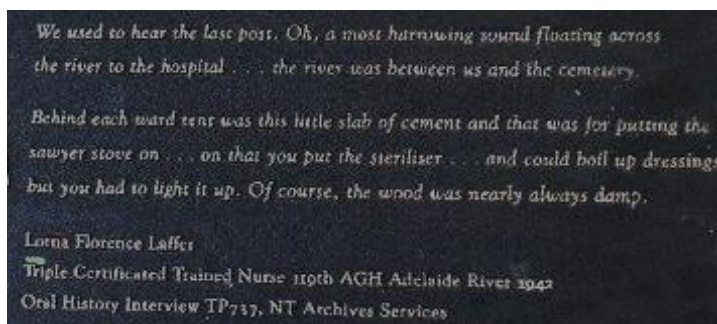 We used to hear the last post. Oh, a most harrowing sound floating across
the river to the hospital . . . the river was between us and the cemetery.
Behind each ward tent was this little slab of cement and that was for putting the
sawyer stove on . . . on that you put the steriliser . . . and could boil up dressings
but you had to light it up. Of course, the wood was nearly always damp.
Lorna Florence Laffer
Triple Certificated Trained Nurse 119th AGH Adelaide River 1942
Oral History Interview TP737, NT Archives Services